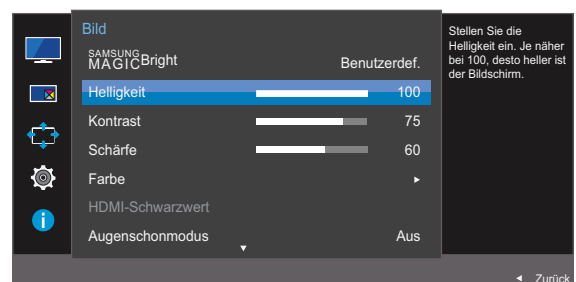 Bild
SAMSUNG
MAGICBright Benutzerdef.
Helligkeit 100
Kontrast 75
Schärfe 60
Farbe
HDMI-Schwarzwert
Augenschonmodus Aus
Stellen Sie die
Helligkeit ein. Je näher
bei 100, desto heller ist
der Bildschirm.
Zurück